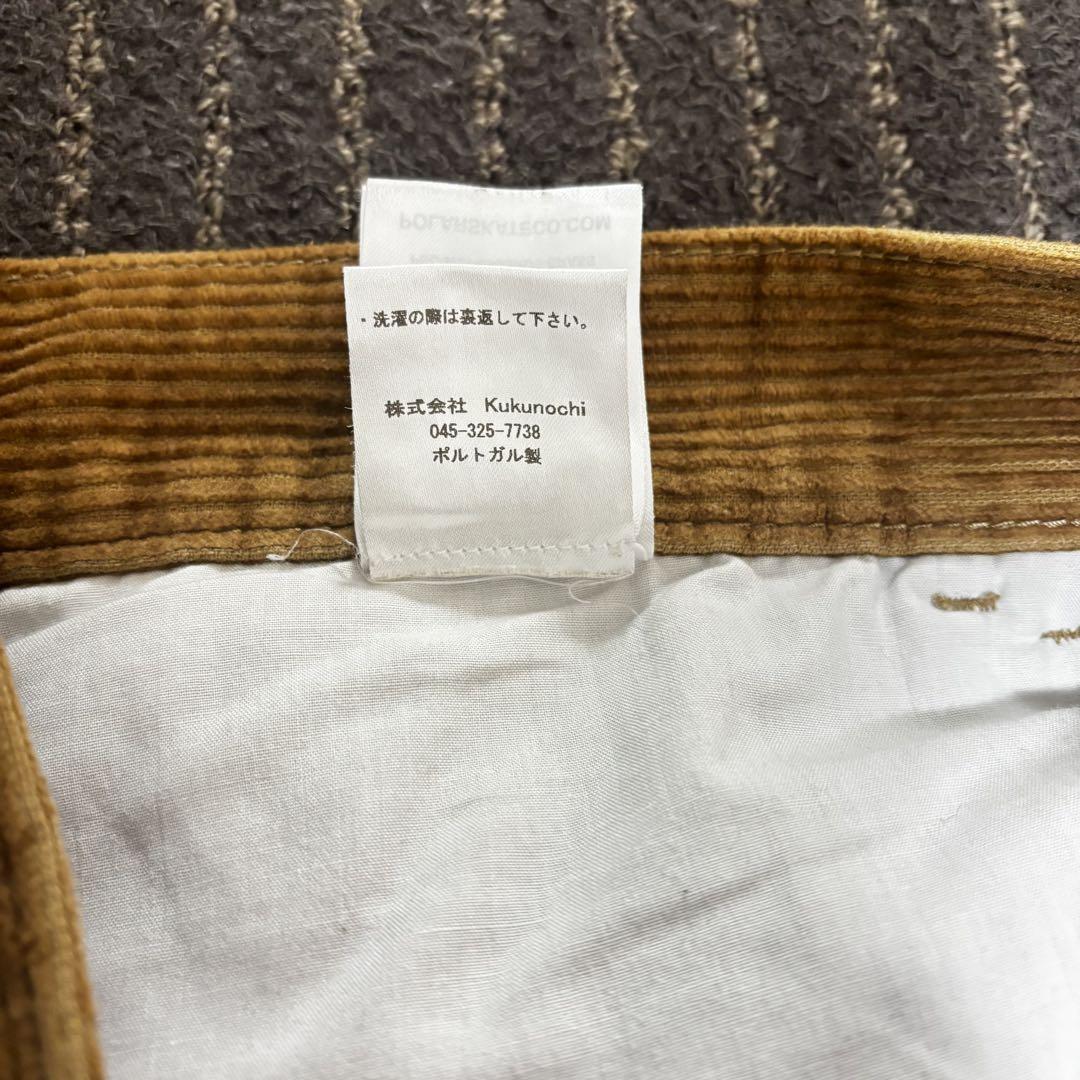 POLARSKATECO.COM
・洗濯の際は裏返して下さい。
株式会社 Kukunochi
045-325-7738
ポルトガル製